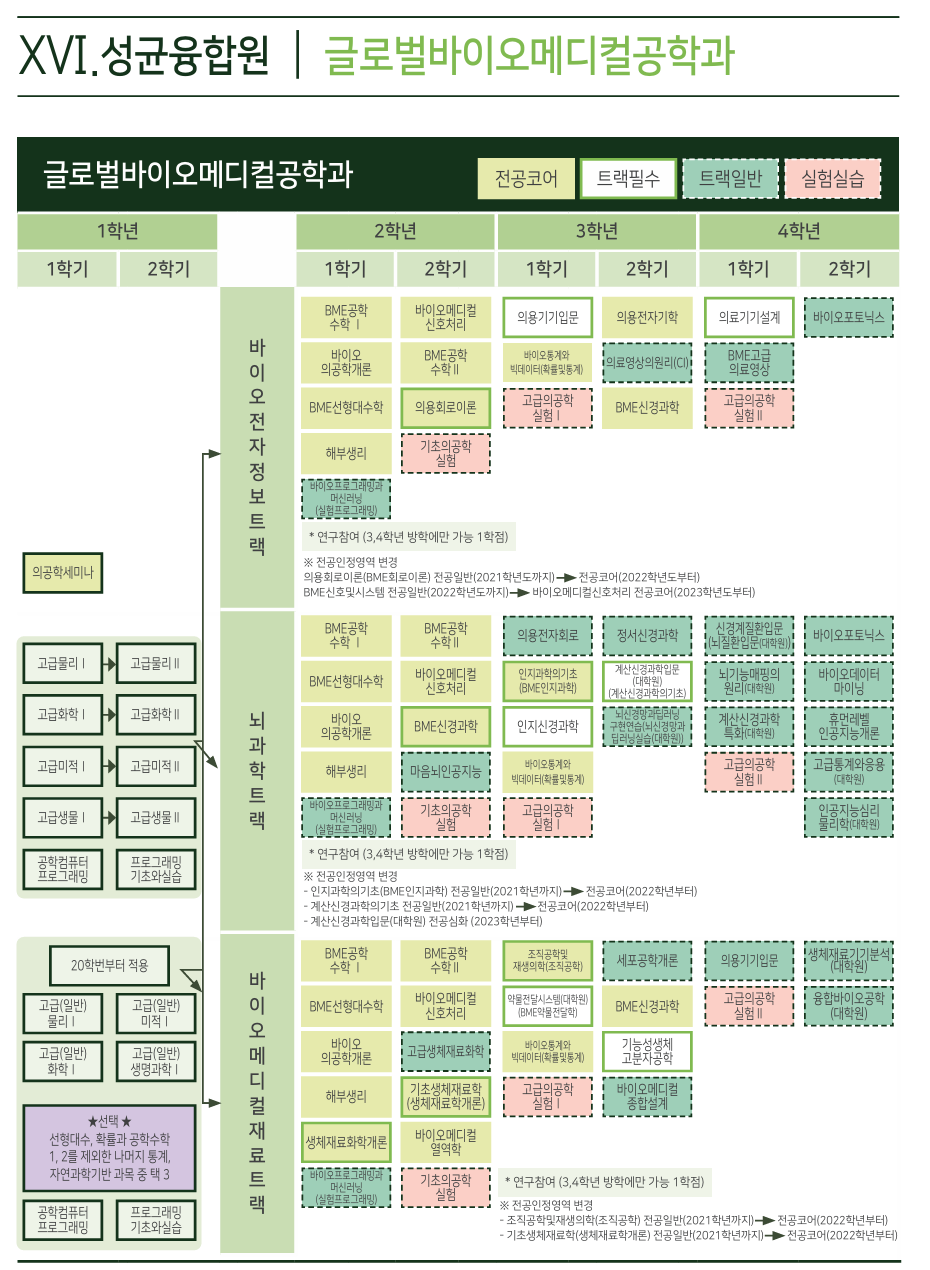 XVI.성균융합원 | 글로벌바이오메디컬공학과
글로벌바이오메디컬공학과
전공코어
트랙필수
트랙일반
실험실습
1학년
2학년
3학년
4학년
1학기
2학기
1학기
2학기
1학기
2학기
1학기
2학기
의공학세미나
고급물리 I
고급물리 II
고급화학 I
고급화학 II
고급미적 I
고급미적 II
고급생물 I
고급생물 II
공학컴퓨터
프로그래밍
프로그래밍
기초와실습
20학번부터 적용
고급(일반)
물리 I
고급(일반)
미적 I
고급(일반)
화학 I
고급(일반)
생명과학 I
★선택 ★
선형대수, 확률과 공학수학
1, 2를 제외한 나머지 통계,
자연과학기반 과목 중 택 3
공학컴퓨터
프로그래밍
프로그래밍
기초와실습
바이오전자정보트랙
BME공학
수학 I
바이오메디컬
신호처리
의용기기입문
의용전자기학
의료기기설계
바이오포토닉스
바이오
의공학개론
BME공학
수학 II
바이오통계와
빅데이터(확률및통계)
의료영상의원리(CI)
BME고급
의료영상
BME선형대수학
의용회로이론
고급의공학
실험 I
BME신경과학
고급의공학
실험 II
해부생리
기초의공학
실험
바이오프로그래밍과
머신러닝
(실험프로그래밍)
* 연구참여 (3,4학년 방학에만 가능 1학점)
※ 전공인정영역 변경
의용회로이론(BME회로이론) 전공일반(2021학년도까지) → 전공코어(2022학년도부터)
BME신호및시스템 전공일반(2022학년도까지) → 바이오메디컬신호처리 전공코어(2023학년도부터)
뇌과학트랙
BME공학
수학 I
BME공학
수학 II
의용전자회로
정서신경과학
신경계질환입문
(뇌질환입문(대학원))
바이오포토닉스
BME선형대수학
바이오메디컬
신호처리
인지과학의기초
(BME인지과학)
계산신경과학입문
(대학원)
(계산신경과학의기초)
뇌기능매핑의
원리(대학원)
바이오데이터
마이닝
바이오
의공학개론
BME신경과학
인지신경과학
뇌신경망과딥러닝
구현연습(뇌신경망과
딥러닝실습(대학원))
계산신경과학
특화(대학원)
휴먼레벨
인공지능개론
해부생리
마음뇌인공지능
바이오통계와
빅데이터(확률및통계)
고급의공학
실험 II
고급통계와응용
(대학원)
바이오프로그래밍과
머신러닝
(실험프로그래밍)
기초의공학
실험
고급의공학
실험 I
인공지능심리
물리학(대학원)
* 연구참여 (3,4학년 방학에만 가능 1학점)
※ 전공인정영역 변경
- 인지과학의기초(BME인지과학) 전공일반(2021학년까지) → 전공코어(2022학년부터)
- 계산신경과학의기초 전공일반(2021학년까지) → 전공코어(2022학년부터)
- 계산신경과학입문(대학원) 전공심화 (2023학년부터)
바이오메디컬재료트랙
BME공학
수학 I
BME공학
수학 II
조직공학및
재생의학(조직공학)
세포공학개론
의용기기입문
생체재료기기분석
(대학원)
BME선형대수학
바이오메디컬
신호처리
약물전달시스템(대학원)
(BME약물전달학)
BME신경과학
고급의공학
실험 II
융합바이오공학
(대학원)
바이오
의공학개론
고급생체재료화학
바이오통계와
빅데이터(확률및통계)
기능성생체
고분자공학
해부생리
기초생체재료학
(생체재료학개론)
고급의공학
실험 I
바이오메디컬
종합설계
생체재료화학개론
바이오메디컬
열역학
바이오프로그래밍과
머신러닝
(실험프로그래밍)
기초의공학
실험
* 연구참여 (3,4학년 방학에만 가능 1학점)
※ 전공인정영역 변경
- 조직공학및재생의학(조직공학) 전공일반(2021학년까지) → 전공코어(2022학년부터)
- 기초생체재료학(생체재료학개론) 전공일반(2021학년까지) → 전공코어(2022학년부터)